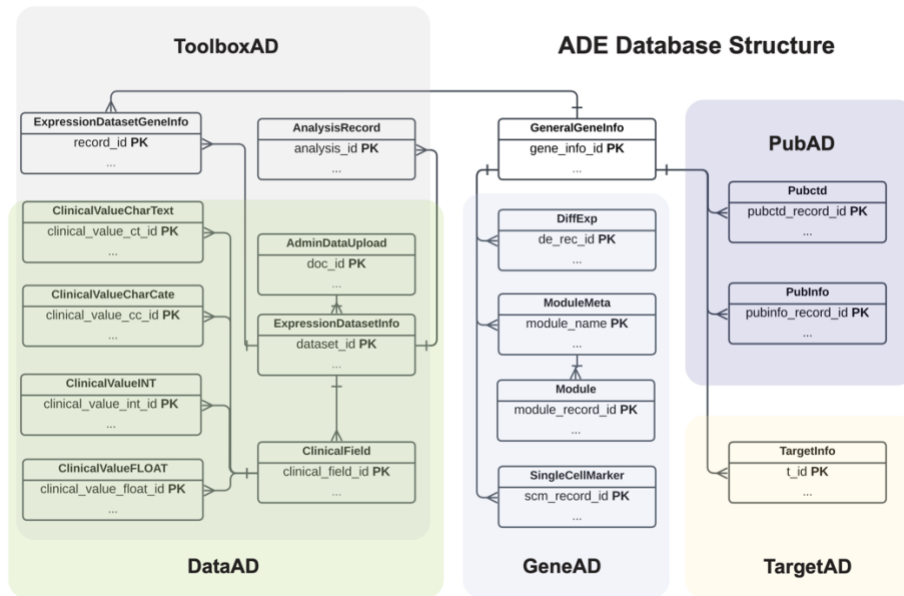 ToolboxAD
ADE Database Structure
ExpressionDatasetGeneInfo
record_id PK
...
AnalysisRecord
analysis_id PK
...
GeneralGeneInfo
gene_info_id PK
...
PubAD
Pubctd
pubctd_record_id PK
...
PubInfo
pubinfo_record_id PK
...
ClinicalValueCharText
clinical_value_ct_id PK
...
ClinicalValueCharCate
clinical_value_cc_id PK
...
ClinicalValueINT
clinical_value_int_id PK
...
ClinicalValueFLOAT
clinical_value_float_id PK
...
AdminDataUpload
doc_id PK
...
ExpressionDatasetInfo
dataset_id PK
...
ClinicalField
clinical_field_id PK
...
DataAD
DiffExp
de_rec_id PK
...
ModuleMeta
module_name PK
...
Module
module_record_id PK
...
SingleCellMarker
scm_record_id PK
...
GeneAD
TargetInfo
t_id PK
...
TargetAD